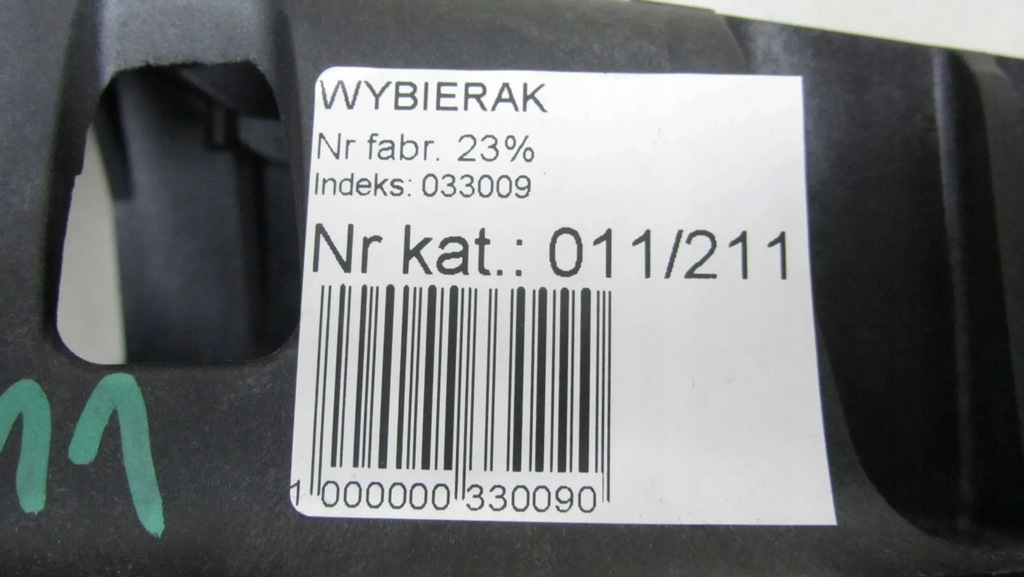 WYBIERAK
Nr fabr. 23%
Indeks: 033009
Nr kat.: 011/211
1 000000 330090
11